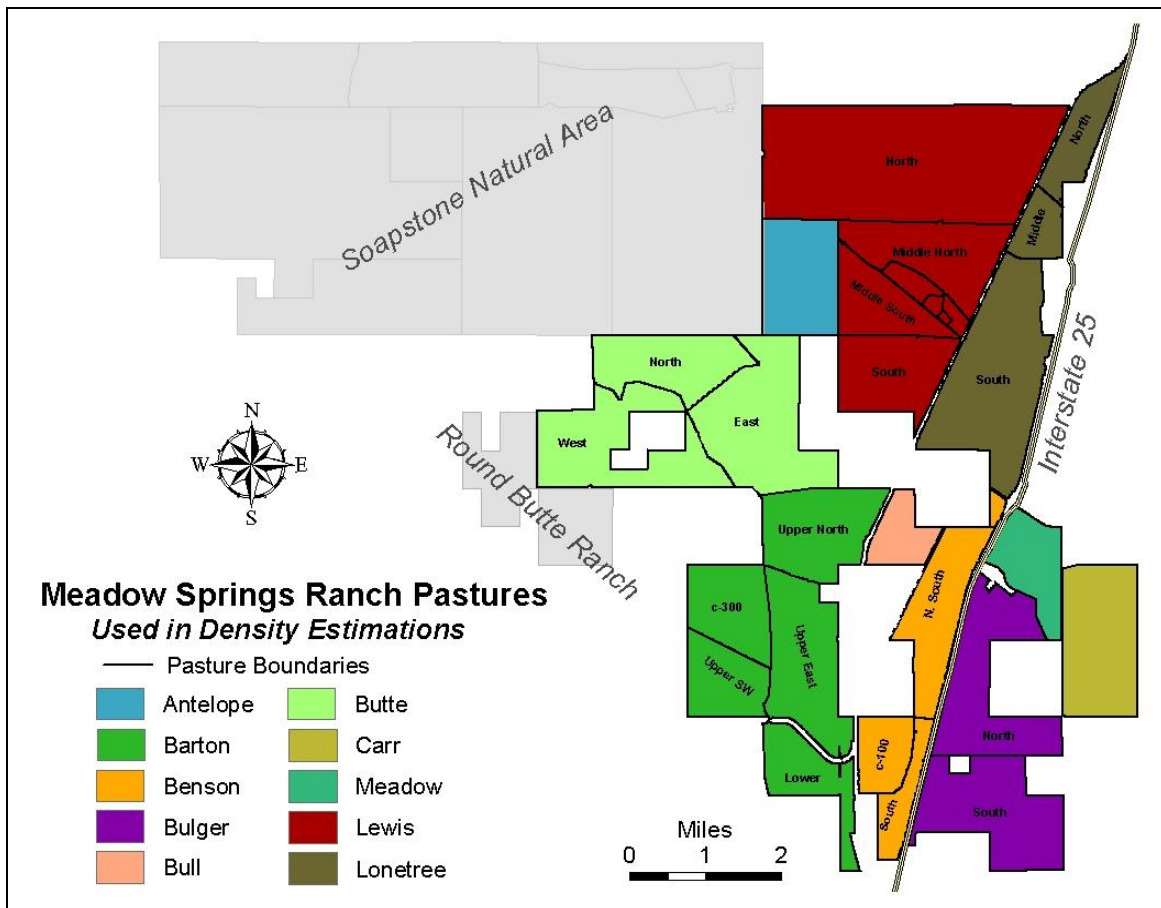 North
North
Soapstone Natural Area
Middle
Middle North
Middle South
Interstate 25
North
South
South
West
East
N
W E
S
Round Butte Ranch
Upper North
Meadow Springs Ranch Pastures
Used in Density Estimations
Pasture Boundaries
Antelope
Barton
Benson
Bulger
Bull
Butte
Carr
Meadow
Lewis
Lonetree
c-300
N. South
Upper East
Upper SW
North
c-100
Lower
South
South
Miles
0 1 2